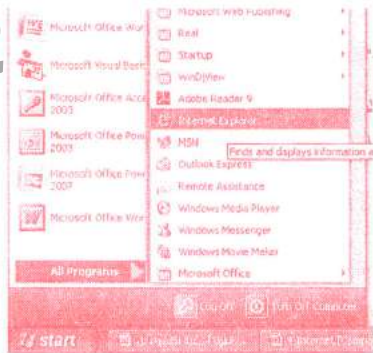 Microsoft Office Wor
Microsoft Visual Basi
Microsoft Office Acce
2003
Microsoft Office Pow
2003
Microsoft Office Pow
2007
Microsoft Office Wor
All Programs
Microsoft Web Publishing
Real
Startup
WinDjView
Adobe Reader 9
Internet Explorer
MSN
Finds and displays information a
Outlook Express
Remote Assistance
Windows Media Player
Windows Messenger
Windows Movie Maker
Microsoft Office
Log Off
Turn Off Computer
start